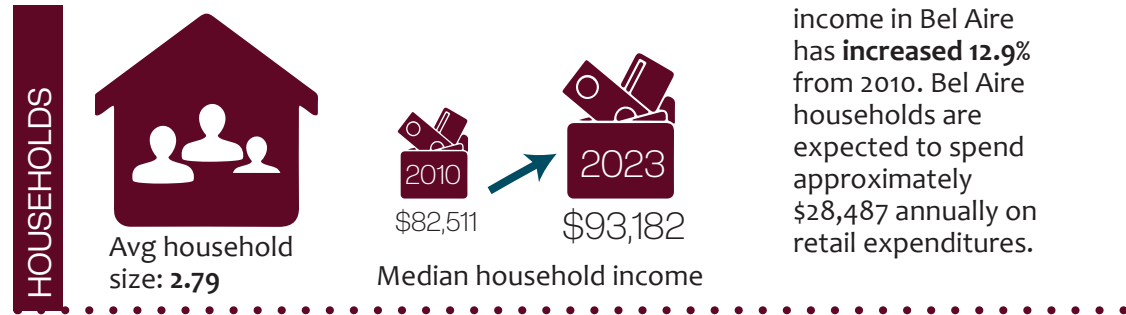 HOUSEHOLDS
Avg household
size: 2.79
2010
$82,511
2023
$93,182
Median household income
income in Bel Aire
has increased 12.9%
from 2010. Bel Aire
households are
expected to spend
approximately
$28,487 annually on
retail expenditures.